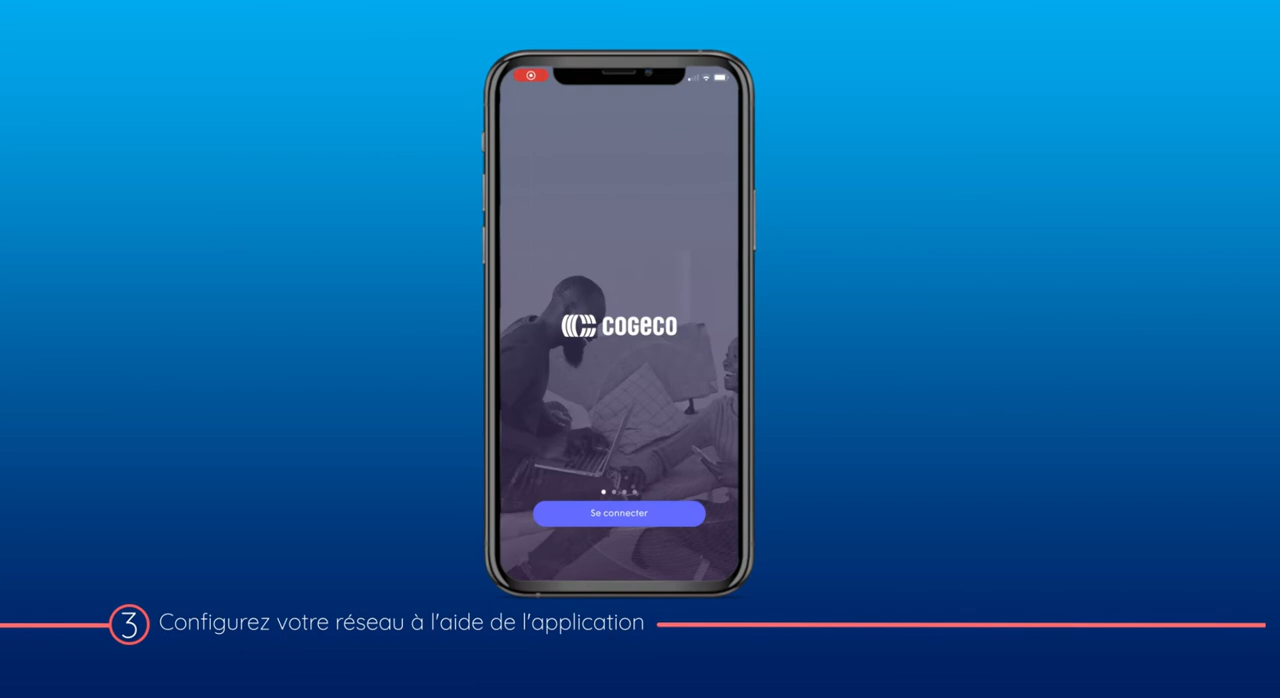 cogeco
Se connecter
3 Configurez votre réseau à l'aide de l'application